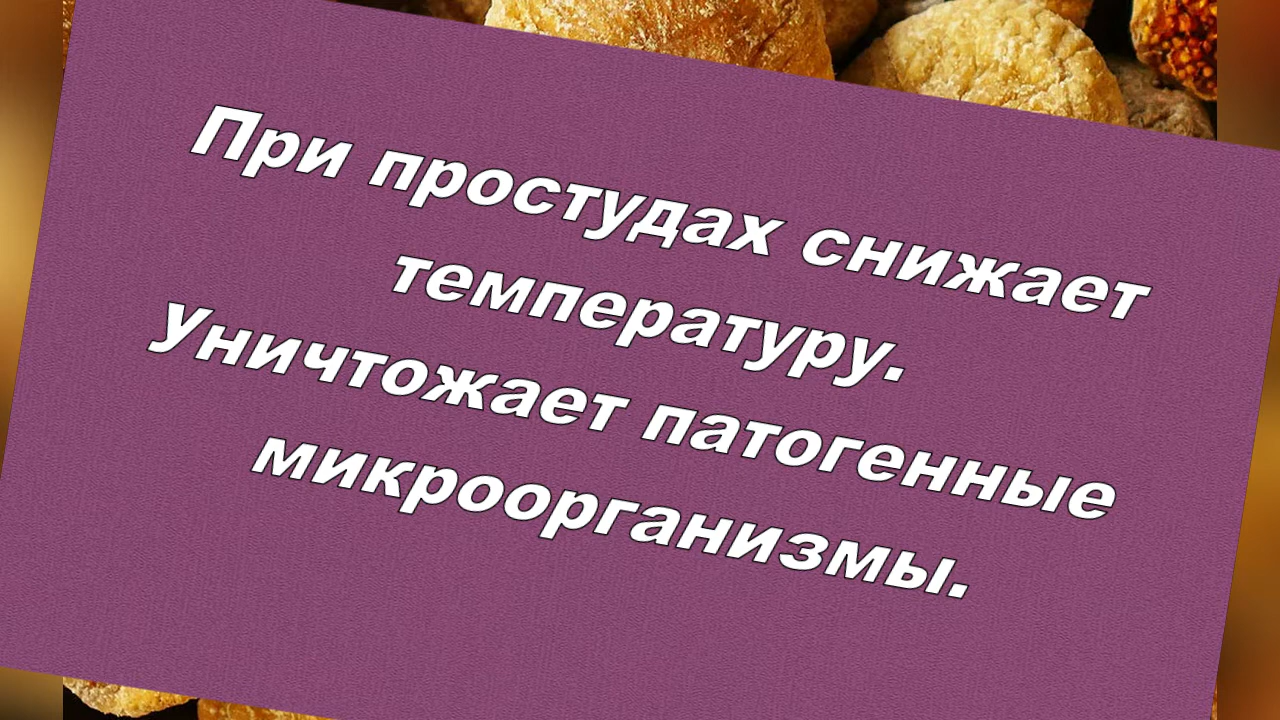 При простудах снижает
температуру.
Уничтожает патогенные
микроорганизмы.